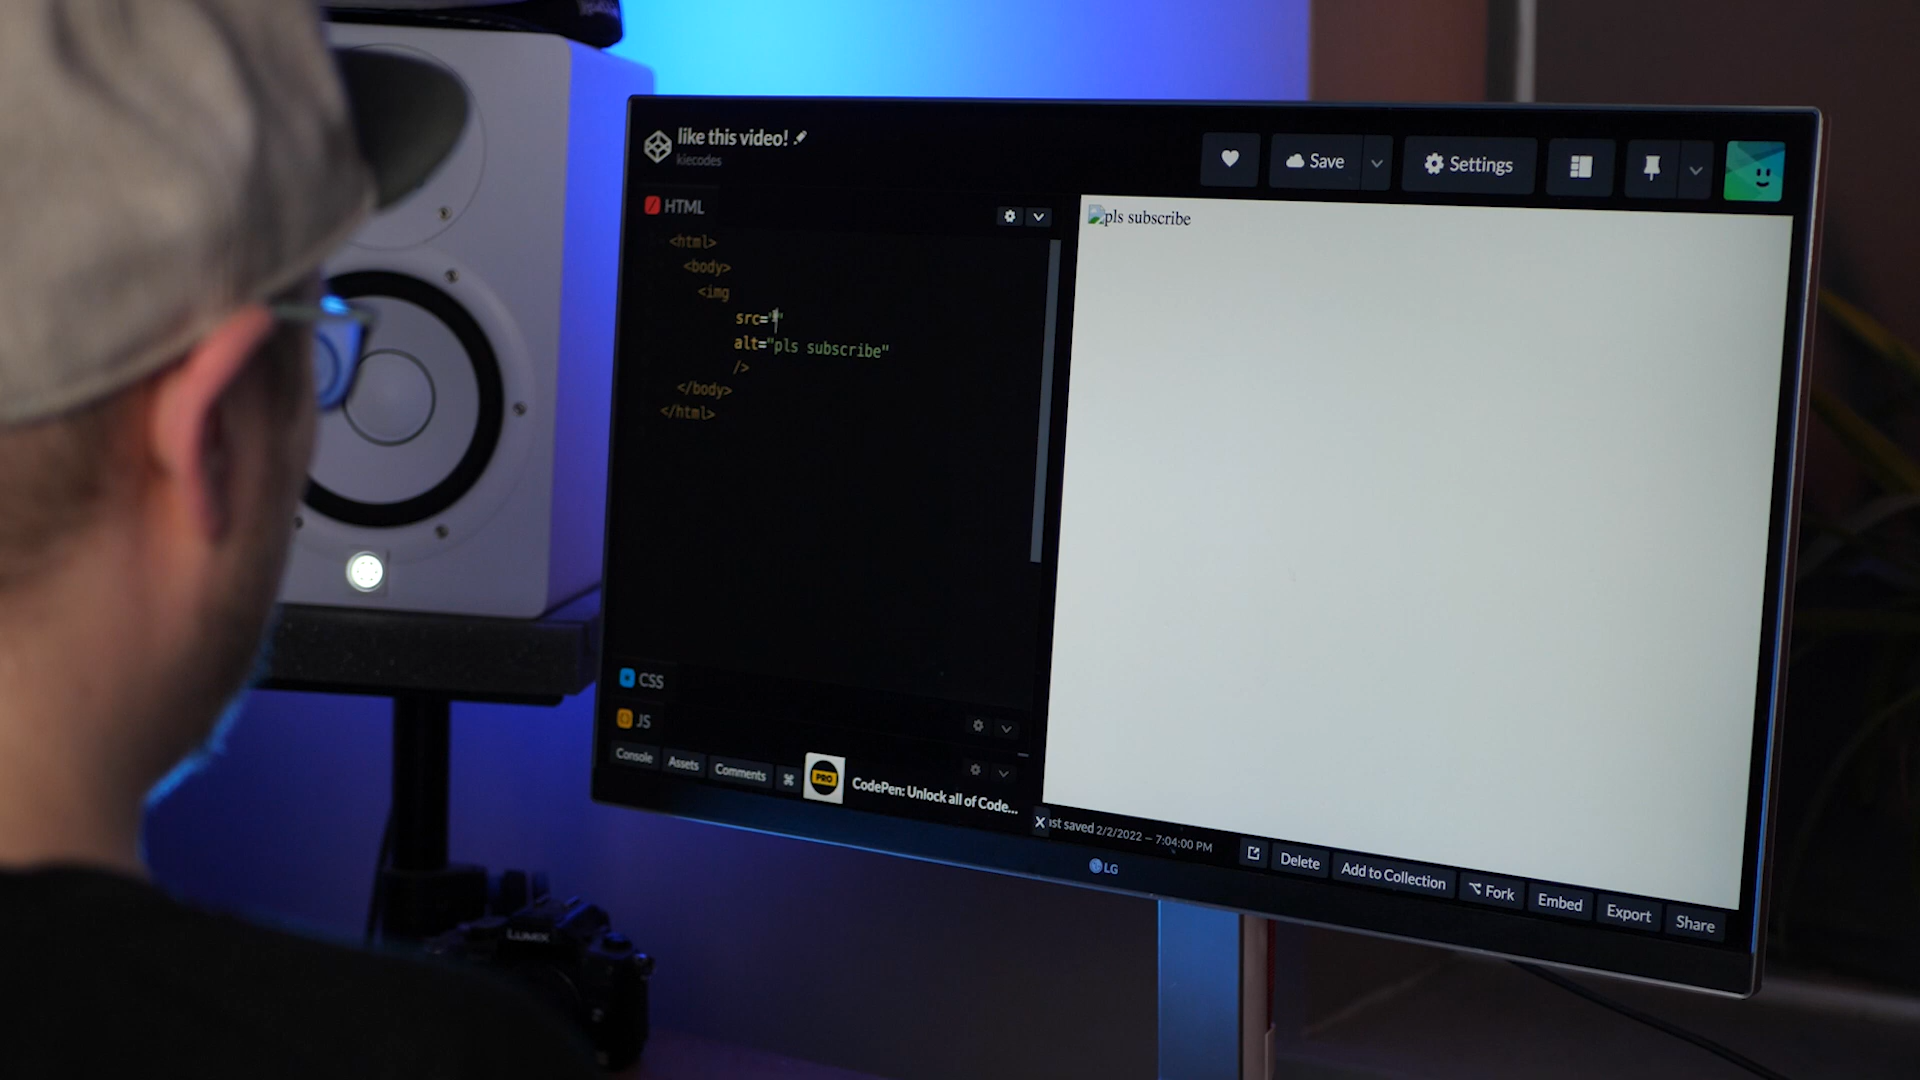 like this video!
kiecodes
Save
Settings
HTML
<html>
<body>
<img
src=""
alt="pls subscribe"
/>
</body>
</html>
pls subscribe
CSS
JS
Console
Assets
Comments
⌘
PRO
CodePen: Unlock all of Code...
X
st saved 2/2/2022 – 7:04:00 PM
Delete
Add to Collection
Fork
Embed
Export
Share
LG
LUMIX